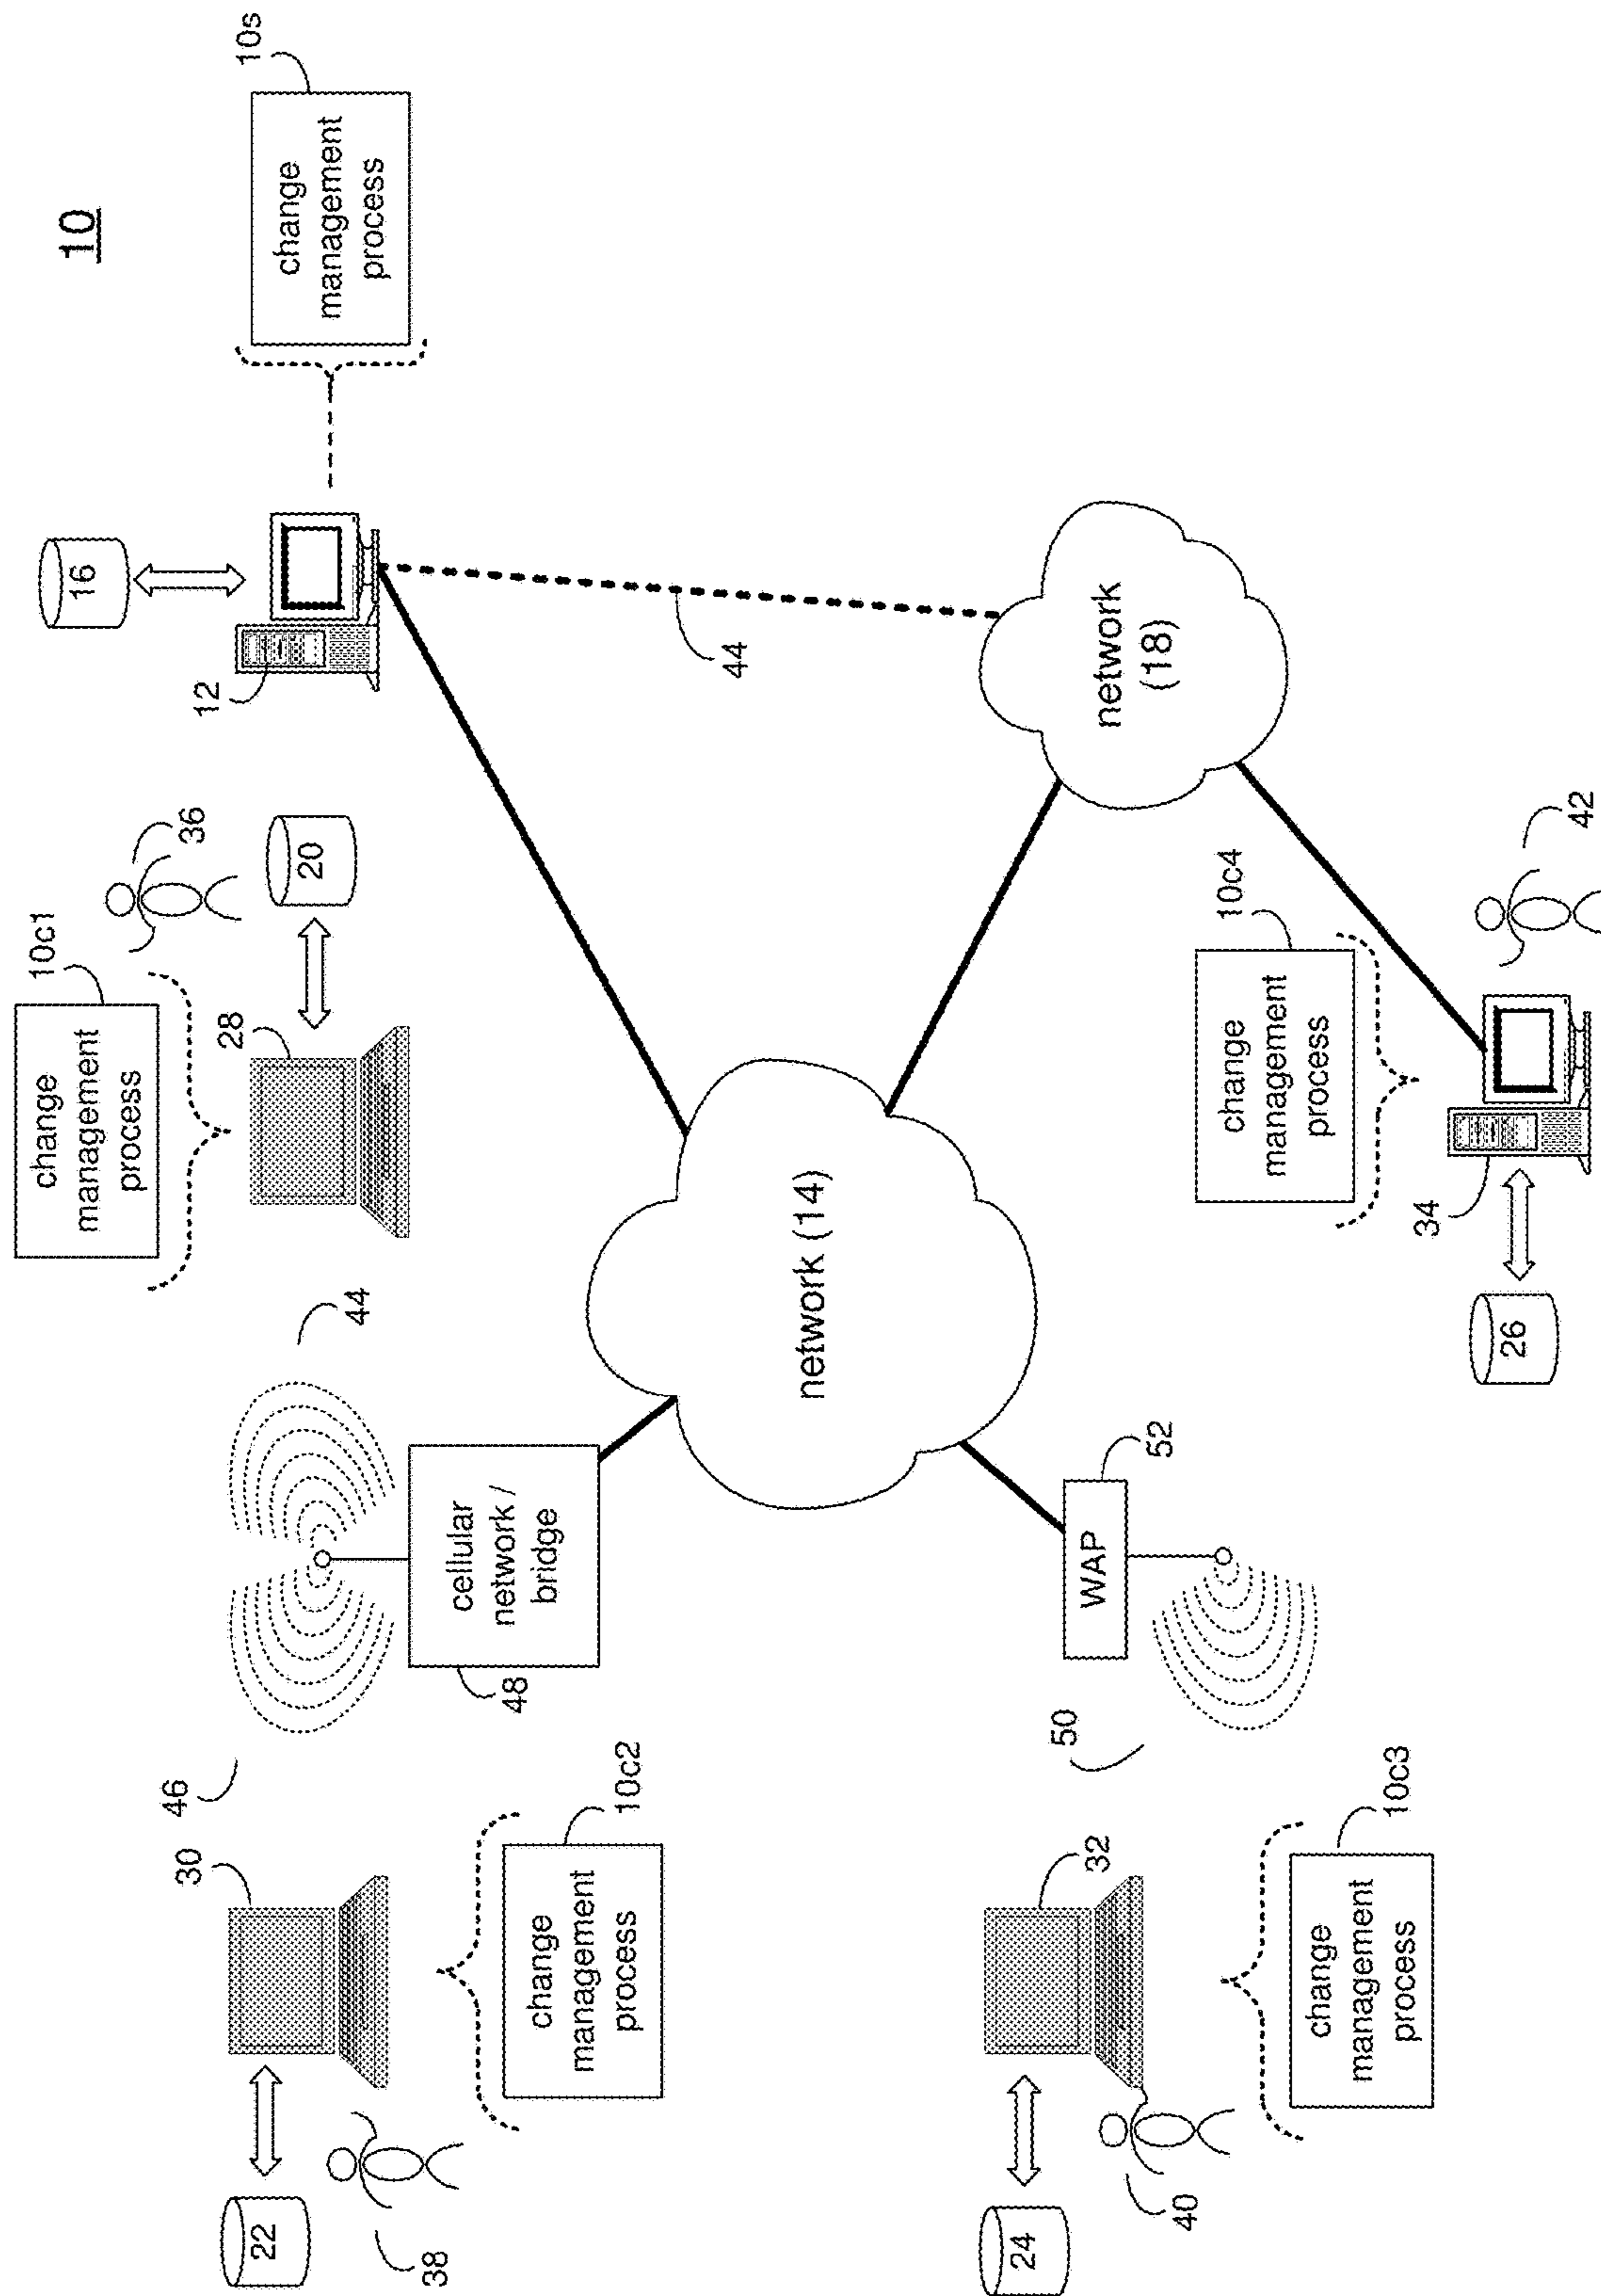 10
10s
change
management
process
16
12
10c1
change
management
process
36
20
28
44
46
cellular
network /
bridge
48
30
22
38
change
management
process
10c2
network (14)
44
network
(18)
52
WAP
50
32
24
40
change
management
process
10c3
10c4
change
management
process
34
26
42